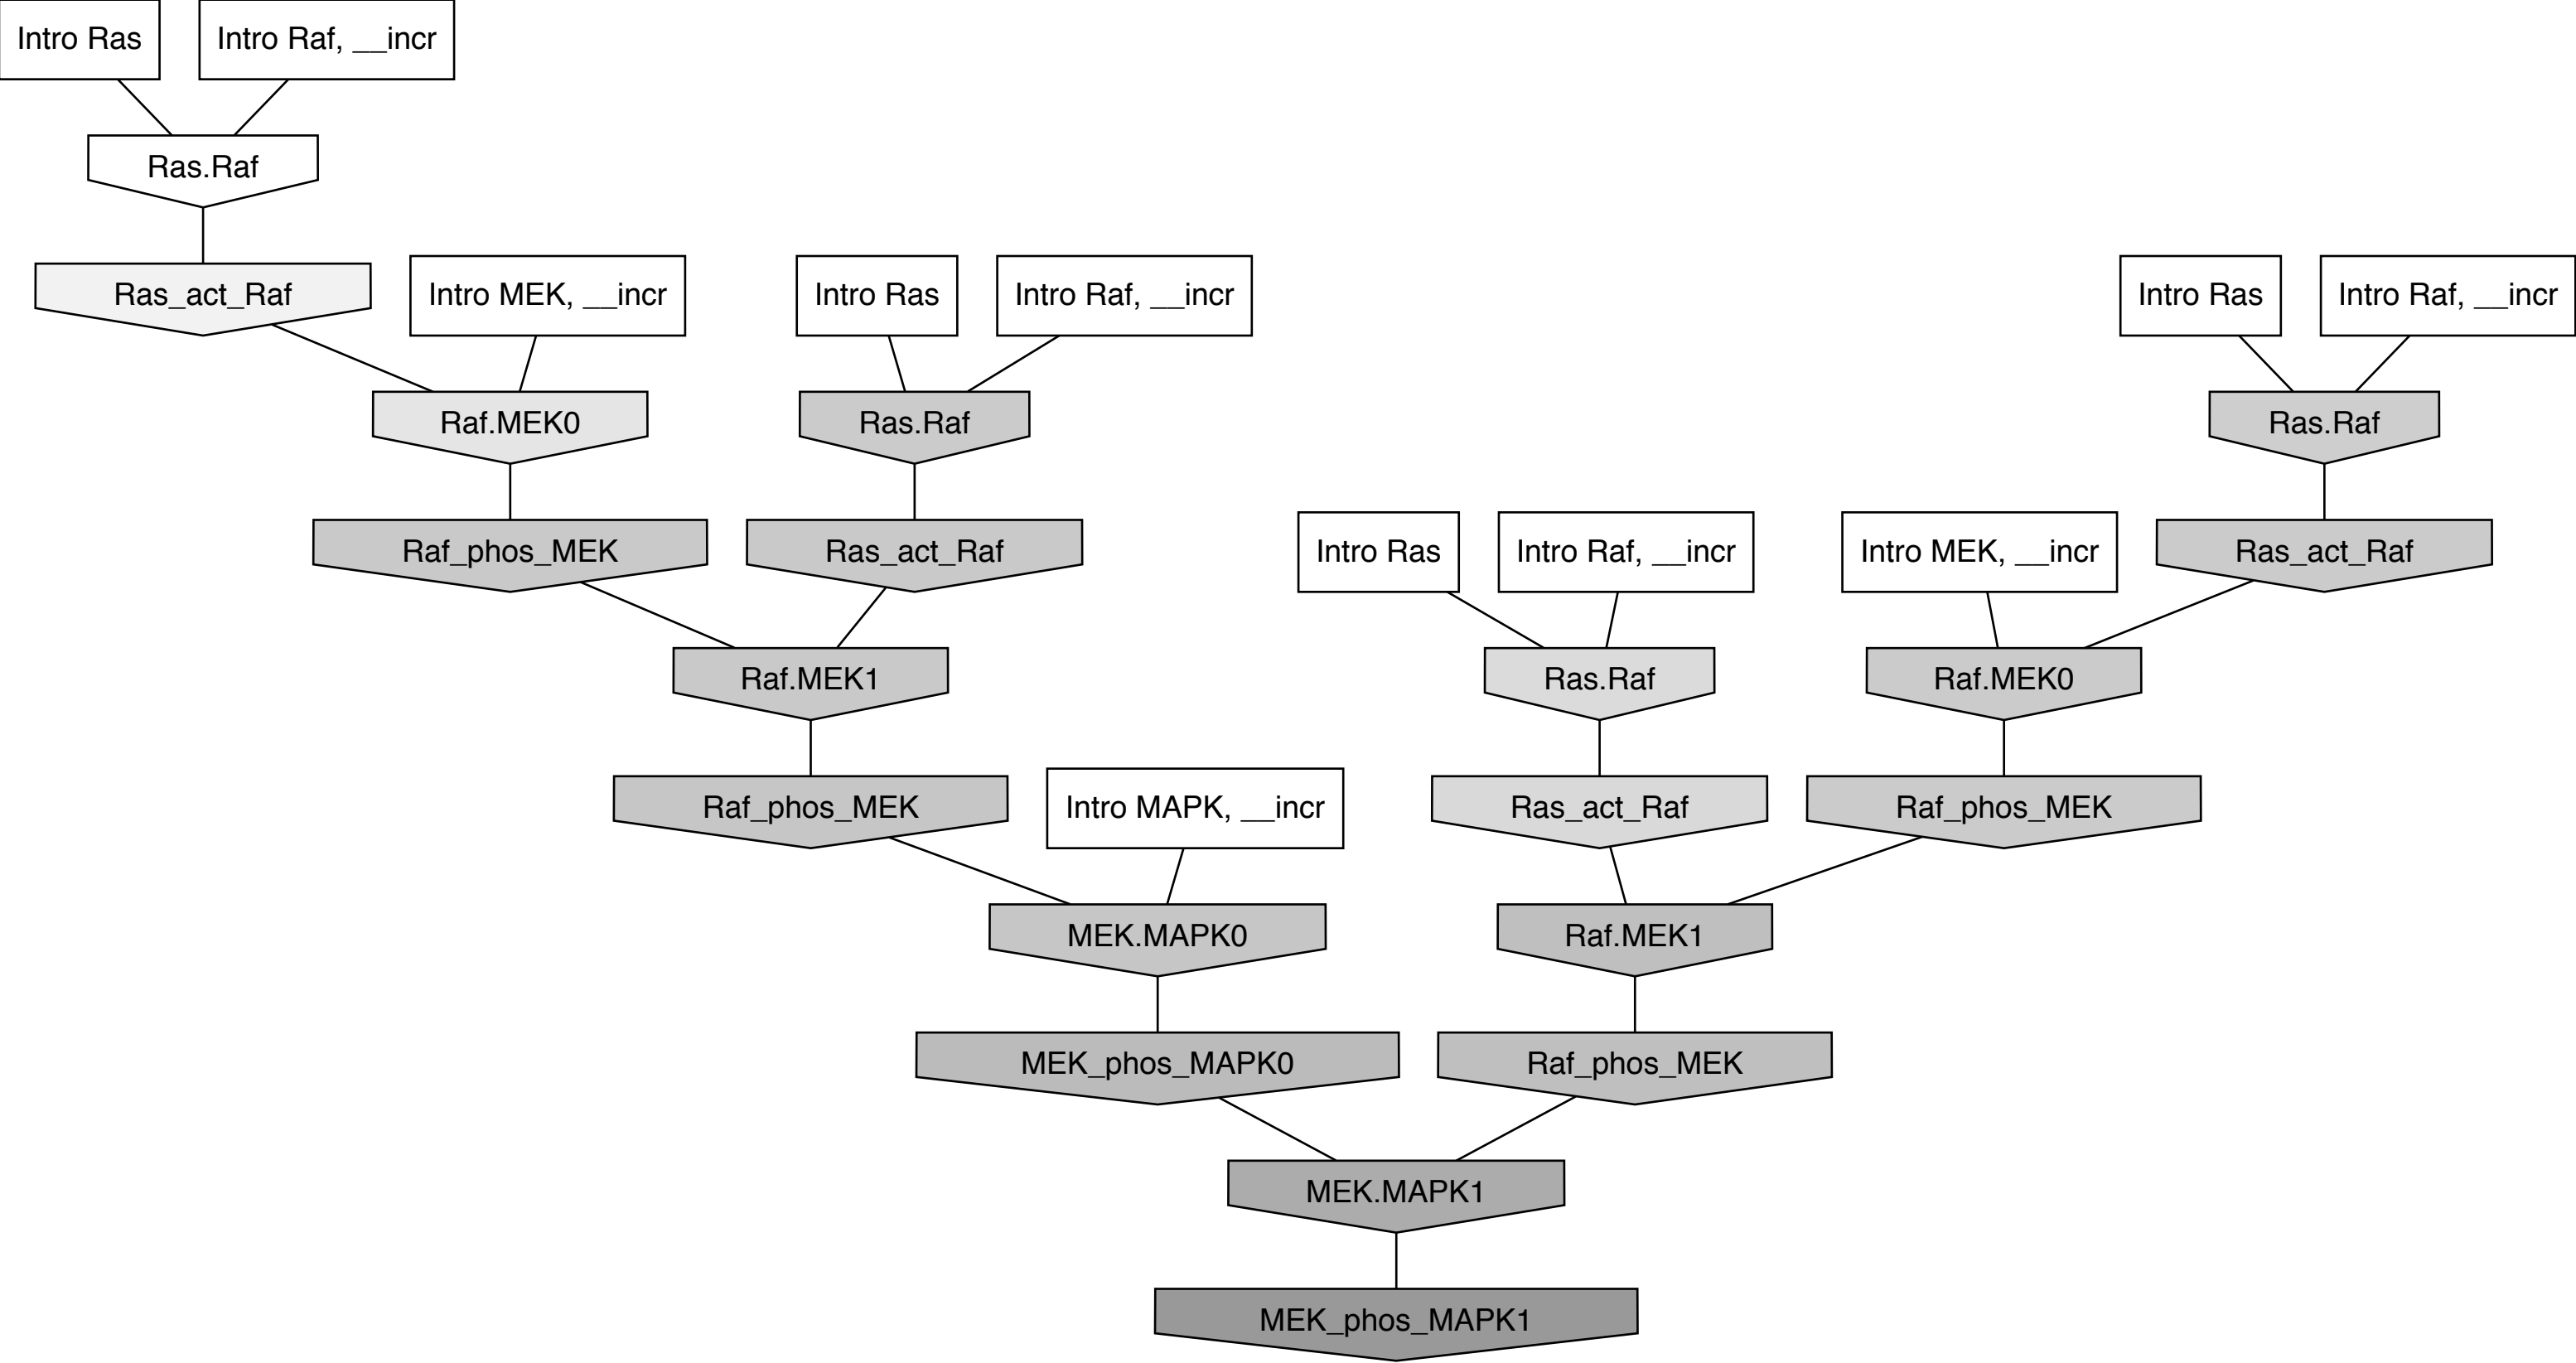 Intro Ras
Intro Raf, __incr
Ras.Raf
Ras_act_Raf
Intro MEK, __incr
Intro Ras
Intro Raf, __incr
Intro Ras
Intro Raf, __incr
Raf.MEK0
Ras.Raf
Ras.Raf
Raf_phos_MEK
Ras_act_Raf
Intro Ras
Intro Raf, __incr
Intro MEK, __incr
Ras_act_Raf
Raf.MEK1
Ras.Raf
Raf.MEK0
Raf_phos_MEK
Intro MAPK, __incr
Ras_act_Raf
Raf_phos_MEK
MEK.MAPK0
Raf.MEK1
MEK_phos_MAPK0
Raf_phos_MEK
MEK.MAPK1
MEK_phos_MAPK1